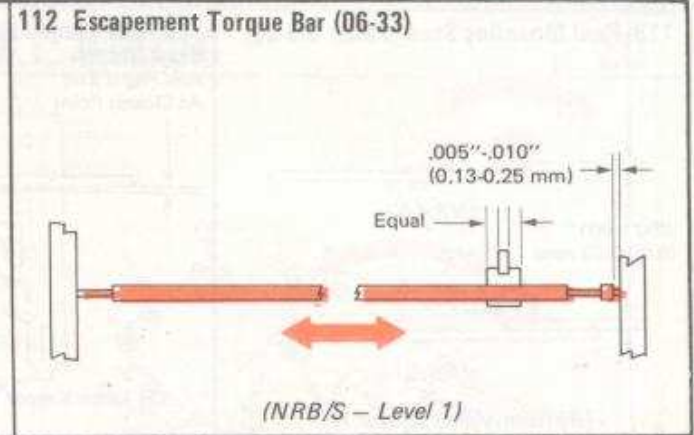 112 Escapement Torque Bar (06-33)
.005"-.010"
(0,13-0,25 mm)
Equal
(NRB/S – Level 1)